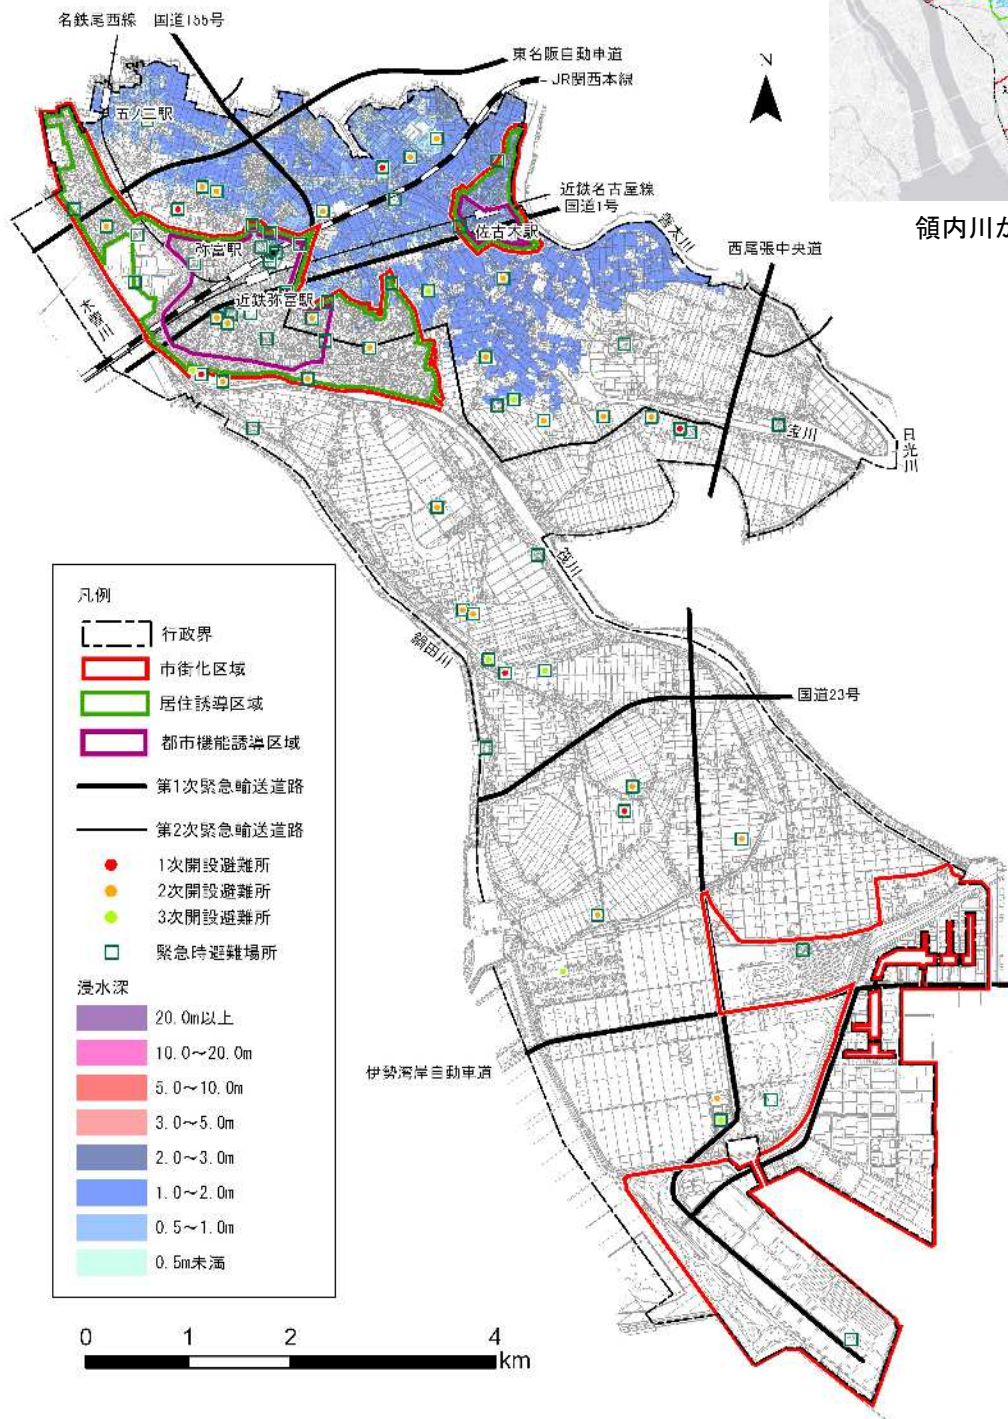 名鉄尾西線
国道155号
東名阪自動車道
JR関西本線
N
五ノ三駅
近鉄名古屋線
国道1号
佐古木駅
善太川
西尾張中央道
領内川が
弥富駅
近鉄弥富駅
木曽川
宝川
日光川
筏川
鍋田川
国道23号
伊勢湾岸自動車道
凡例
行政界
市街化区域
居住誘導区域
都市機能誘導区域
第1次緊急輸送道路
第2次緊急輸送道路
1次開設避難所
2次開設避難所
3次開設避難所
緊急時避難場所
浸水深
20.0m以上
10.0～20.0m
5.0～10.0m
3.0～5.0m
2.0～3.0m
1.0～2.0m
0.5～1.0m
0.5m未満
0 1 2 4
km